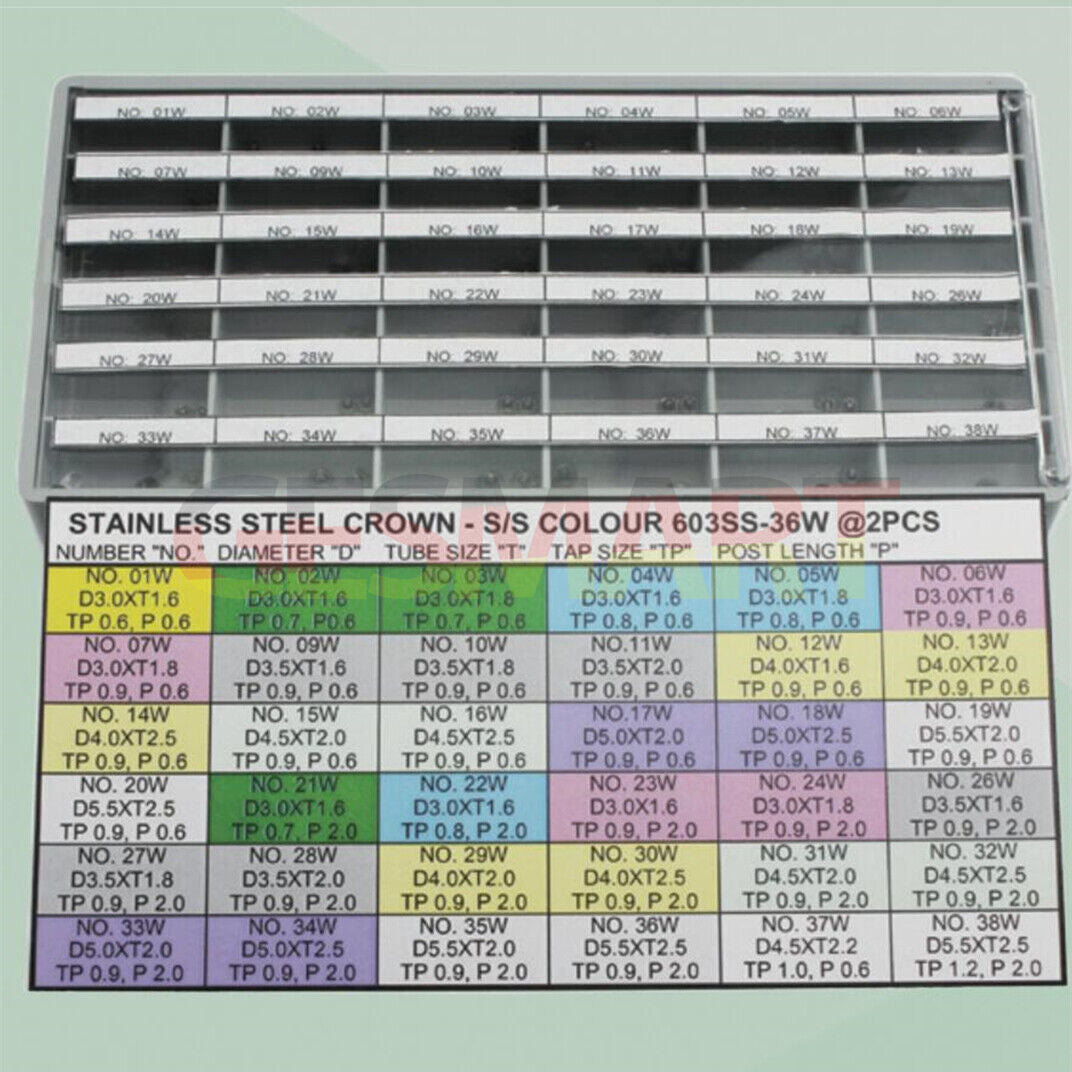 NO: 01W NO: 02W NO: 03W NO: 04W NO: 05W NO: 06W
NO: 07W NO: 09W NO: 10W NO: 11W NO: 12W NO: 13W
NO: 14W NO: 15W NO: 16W NO: 17W NO: 18W NO: 19W
NO: 20W NO: 21W NO: 22W NO: 23W NO: 24W NO: 26W
NO: 27W NO: 28W NO: 29W NO: 30W NO: 31W NO: 32W
NO: 33W NO: 34W NO: 35W NO: 36W NO: 37W NO: 38W
GESMART
STAINLESS STEEL CROWN - S/S COLOUR 603SS-36W @2PCS
NUMBER "NO." DIAMETER "D" TUBE SIZE "T" TAP SIZE "TP" POST LENGTH "P"
NO. 01W NO. 02W NO. 03W NO. 04W NO. 05W NO. 06W
D3.0XT1.6 D3.0XT1.6 D3.0XT1.8 D3.0XT1.6 D3.0XT1.8 D3.0XT1.6
TP 0.6, P 0.6 TP 0.7, P0.6 TP 0.7, P 0.6 TP 0.8, P 0.6 TP 0.8, P 0.6 TP 0.9, P 0.6
NO. 07W NO. 09W NO. 10W NO.11W NO. 12W NO. 13W
D3.0XT1.8 D3.5XT1.6 D3.5XT1.8 D3.5XT2.0 D4.0XT1.6 D4.0XT2.0
TP 0.9, P 0.6 TP 0.9, P 0.6 TP 0.9, P 0.6 TP 0.9, P 0.6 TP 0.9, P 0.6 TP 0.9, P 0.6
NO. 14W NO. 15W NO. 16W NO.17W NO. 18W NO. 19W
D4.0XT2.5 D4.5XT2.0 D4.5XT2.5 D5.0XT2.0 D5.0XT2.5 D5.5XT2.0
TP 0.9, P 0.6 TP 0.9, P 0.6 TP 0.9, P 0.6 TP 0.9, P 0.6 TP 0.9, P 0.6 TP 0.9, P 0.6
NO. 20W NO. 21W NO. 22W NO. 23W NO. 24W NO. 26W
D5.5XT2.5 D3.0XT1.6 D3.0XT1.6 D3.0X1.6 D3.0XT1.8 D3.5XT1.6
TP 0.9, P 0.6 TP 0.7, P 2.0 TP 0.8, P 2.0 TP 0.9, P 2.0 TP 0.9, P 2.0 TP 0.9, P 2.0
NO. 27W NO. 28W NO. 29W NO. 30W NO. 31W NO. 32W
D3.5XT1.8 D3.5XT2.0 D4.0XT2.0 D4.0XT2.5 D4.5XT2.0 D4.5XT2.5
TP 0.9, P 2.0 TP 0.9, P 2.0 TP 0.9, P 2.0 TP 0.9, P 2.0 TP 0.9, P 2.0 TP 0.9, P 2.0
NO. 33W NO. 34W NO. 35W NO. 36W NO. 37W NO. 38W
D5.0XT2.0 D5.0XT2.5 D5.5XT2.0 D5.5XT2.5 D4.5XT2.2 D5.5XT2.5
TP 0.9, P 2.0 TP 0.9, P 2.0 TP 0.9, P 2.0 TP 0.9, P 2.0 TP 1.0, P 0.6 TP 1.2, P 2.0